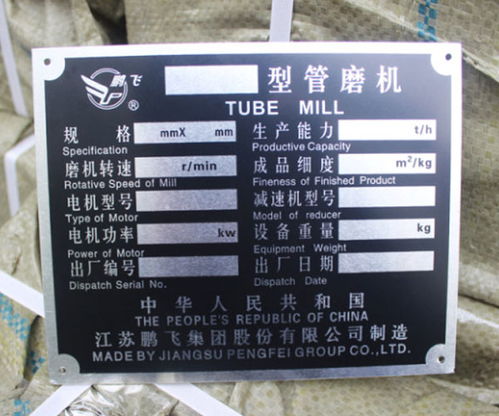 鹏飞®
型管磨机
TUBE MILL
规格 mmX mm
Specification
生产能力 t/h
Productive Capacity
磨机转速 r/min
Rotative Speed of Mill
成品细度 m²/kg
Fineness of Finished Product
电机型号
Type of Motor
减速机型号
Model of reducer
电机功率 kw
Power of Motor
设备重量 kg
Equipment Weight
出厂编号
Dispatch Serial No.
出厂日期
Dispatch Date
中华人民共和国
THE PEOPLE'S REPUBLIC OF CHINA
江苏鹏飞集团股份有限公司制造
MADE BY JIANGSU PENGFEI GROUP CO.,LTD.